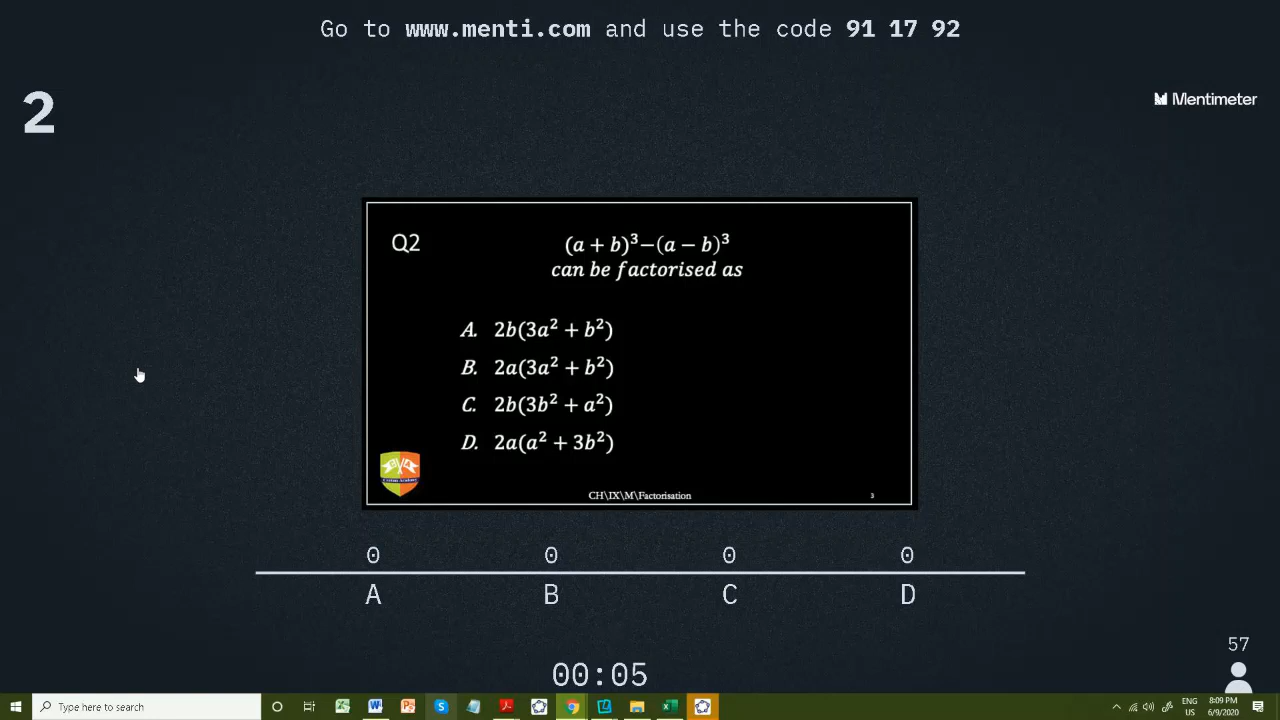 Go to www.menti.com and use the code 91 17 92
2
Mentimeter
Q2
(a + b)³−(a − b)³
can be factorised as
A. 2b(3a² + b²)
B. 2a(3a² + b²)
C. 2b(3b² + a²)
D. 2a(a² + 3b²)
CH\IX\M\Factorisation
3
0 0 0 0
A B C D
57
00:05
Type here to search
ENG
US
8:09 PM
6/9/2020